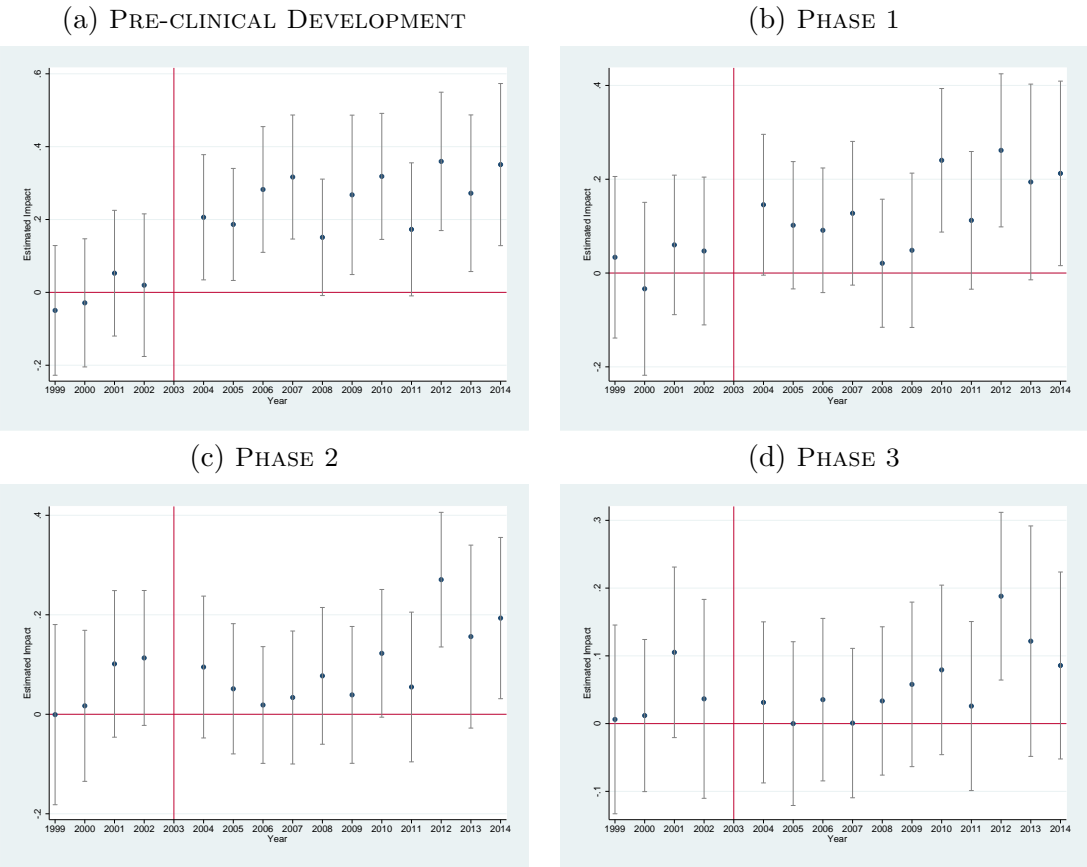 (a) Pre-clinical Development
Estimated Impact
.6
.4
.2
0
-.2
1999 2000 2001 2002 2003 2004 2005 2006 2007 2008 2009 2010 2011 2012 2013 2014
Year
(b) Phase 1
Estimated Impact
.4
.2
0
-.2
1999 2000 2001 2002 2003 2004 2005 2006 2007 2008 2009 2010 2011 2012 2013 2014
Year
(c) Phase 2
Estimated Impact
.4
.2
0
-.2
1999 2000 2001 2002 2003 2004 2005 2006 2007 2008 2009 2010 2011 2012 2013 2014
Year
(d) Phase 3
Estimated Impact
.3
.2
.1
0
-.1
1999 2000 2001 2002 2003 2004 2005 2006 2007 2008 2009 2010 2011 2012 2013 2014
Year